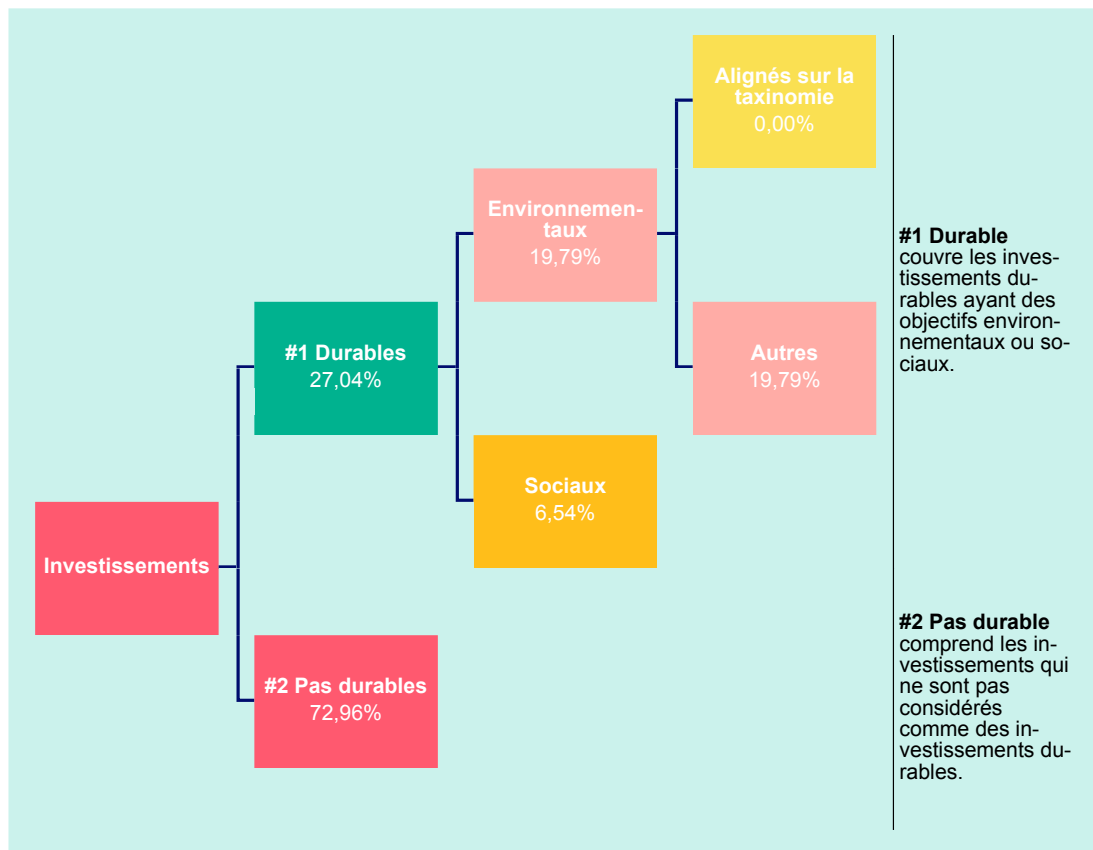 Alignés sur la
taxinomie
0,00%
Environnemen-
taux
19,79%
#1 Durables
27,04%
Autres
19,79%
Sociaux
6,54%
Investissements
#2 Pas durables
72,96%
#1 Durable
couvre les inves-
tissements du-
rables ayant des
objectifs environ-
nementaux ou so-
ciaux.
#2 Pas durable
comprend les in-
vestissements qui
ne sont pas
considérés
comme des in-
vestissements du-
rables.